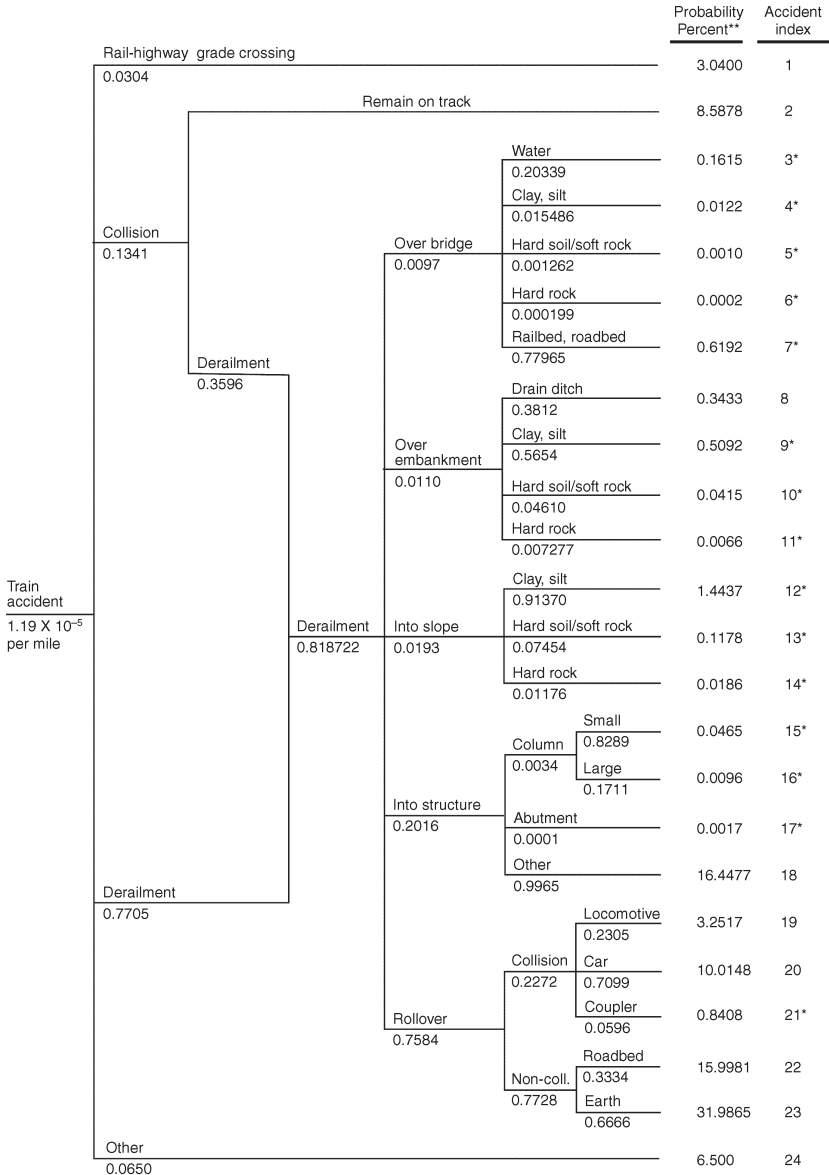 Probability Accident
Percent** index
Rail-highway grade crossing
0.0304
3.0400 1
Remain on track
8.5878 2
Water
0.20339
0.1615 3*
Clay, silt
0.015486
0.0122 4*
Collision
0.1341
Over bridge
0.0097
Hard soil/soft rock
0.001262
0.0010 5*
Hard rock
0.000199
0.0002 6*
Railbed, roadbed
0.77965
0.6192 7*
Derailment
0.3596
Drain ditch
0.3812
0.3433 8
Clay, silt
0.5654
0.5092 9*
Over
embankment
0.0110
Hard soil/soft rock
0.04610
0.0415 10*
Hard rock
0.007277
0.0066 11*
Train
accident
1.19 X 10⁻⁵
per mile
Clay, silt
0.91370
1.4437 12*
Derailment
0.818722
Into slope
0.0193
Hard soil/soft rock
0.07454
0.1178 13*
Hard rock
0.01176
0.0186 14*
Small
0.8289
0.0465 15*
Column
0.0034
Large
0.1711
0.0096 16*
Into structure
0.2016
Abutment
0.0001
0.0017 17*
Other
0.9965
16.4477 18
Derailment
0.7705
Locomotive
0.2305
3.2517 19
Collision
0.2272
Car
0.7099
10.0148 20
Coupler
0.0596
0.8408 21*
Rollover
0.7584
Roadbed
0.3334
15.9981 22
Non-coll.
0.7728
Earth
0.6666
31.9865 23
Other
0.0650
6.500 24